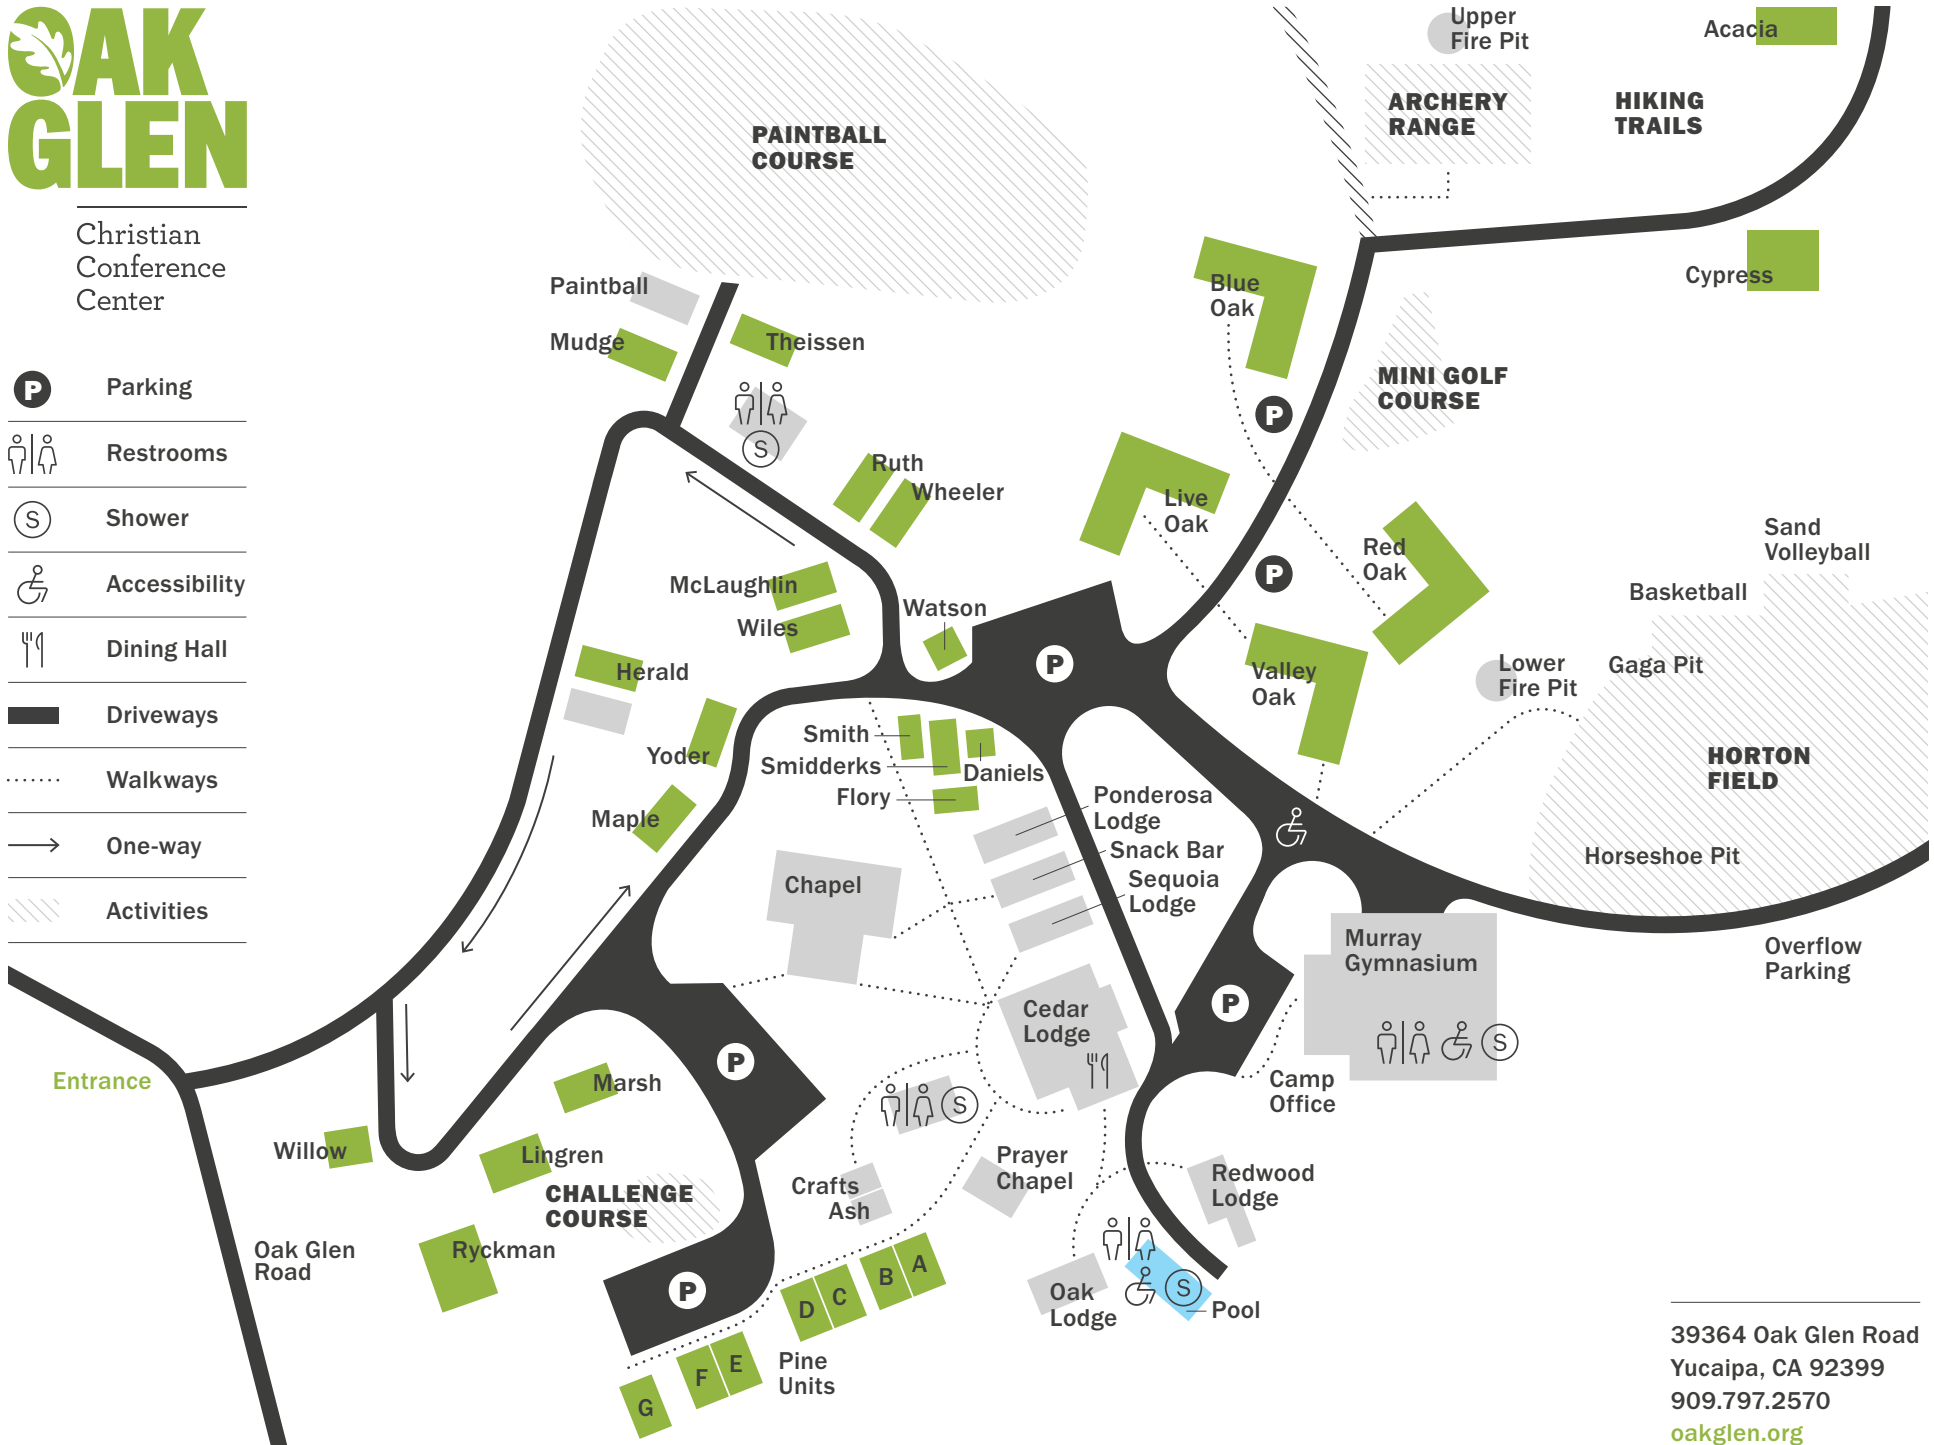 OAK
GLEN
Christian
Conference
Center
P Parking
Restrooms
S Shower
Accessibility
Dining Hall
Driveways
Walkways
One-way
Activities
PAINTBALL
COURSE
Upper
Fire Pit
Acacia
ARCHERY
RANGE
HIKING
TRAILS
Cypress
Paintball
Mudge
Theissen
S
Blue
Oak
MINI GOLF
COURSE
P
Ruth
Wheeler
Live
Oak
Red
Oak
P
Sand
Volleyball
Basketball
McLaughlin
Wiles
Watson
P
Valley
Oak
Lower
Fire Pit
Gaga Pit
Herald
Yoder
Maple
Smith
Smidderks
Daniels
Flory
HORTON
FIELD
Horseshoe Pit
Ponderosa
Lodge
Snack Bar
Sequoia
Lodge
Chapel
Murray
Gymnasium
S
Overflow
Parking
P
Cedar
Lodge
P
Camp
Office
Entrance
Marsh
S
Willow
Lingren
CHALLENGE
COURSE
Crafts
Ash
Prayer
Chapel
Redwood
Lodge
Oak Glen
Road
Ryckman
P
D
C
B
A
Oak
Lodge
S
Pool
G
F
E
Pine
Units
39364 Oak Glen Road
Yucaipa, CA 92399
909.797.2570
oakglen.org